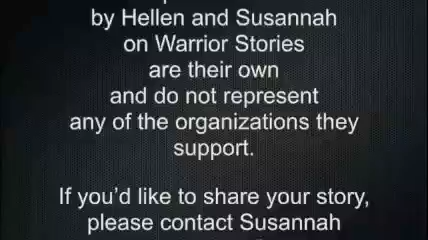 by Hellen and Susannah
on Warrior Stories
are their own
and do not represent
any of the organizations they
support.
If you’d like to share your story,
please contact Susannah